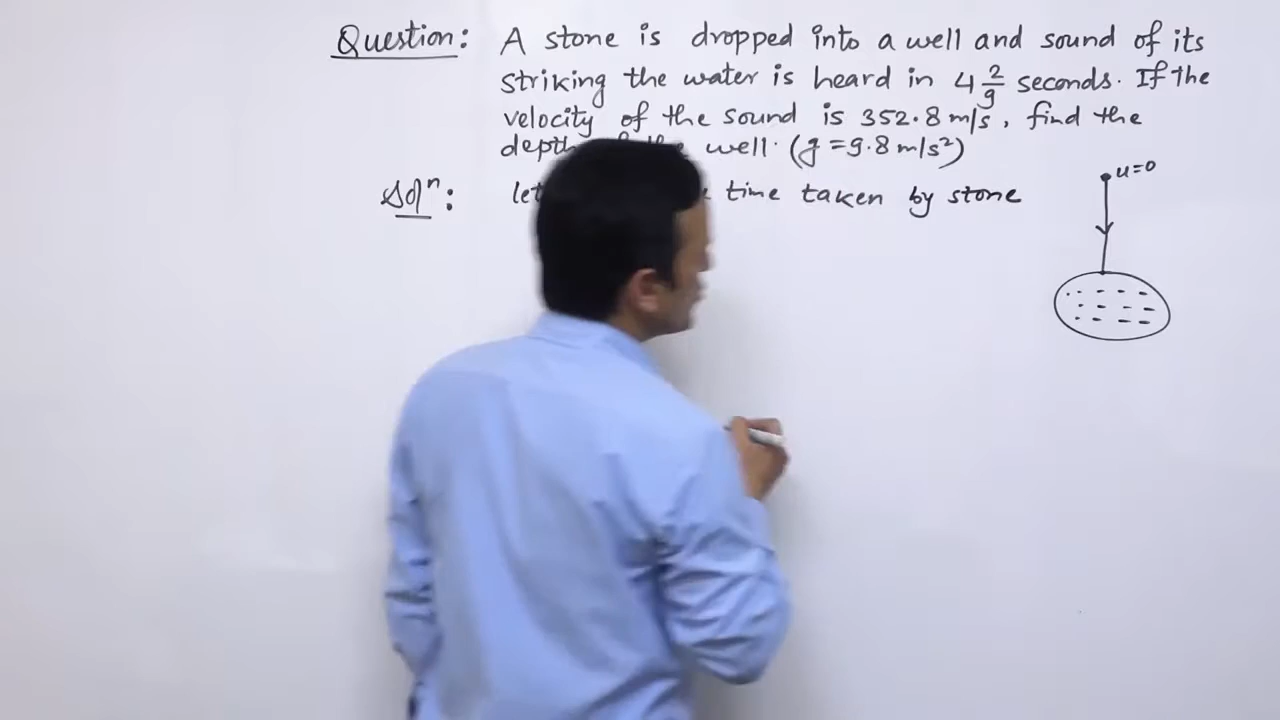 Question: A stone is dropped into a well and sound of its
striking the water is heard in 4 2/9 seconds. If the
velocity of the sound is 352.8 m/s, find the
depth well. (g = 9.8 m/s²)
Solⁿ: let time taken by stone
u=0